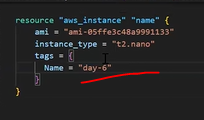 resource "aws_instance" "name" {
ami = "ami-05ffe3c48a9991133"
instance_type = "t2.nano"
tags = {
Name = "day-6"
}
}